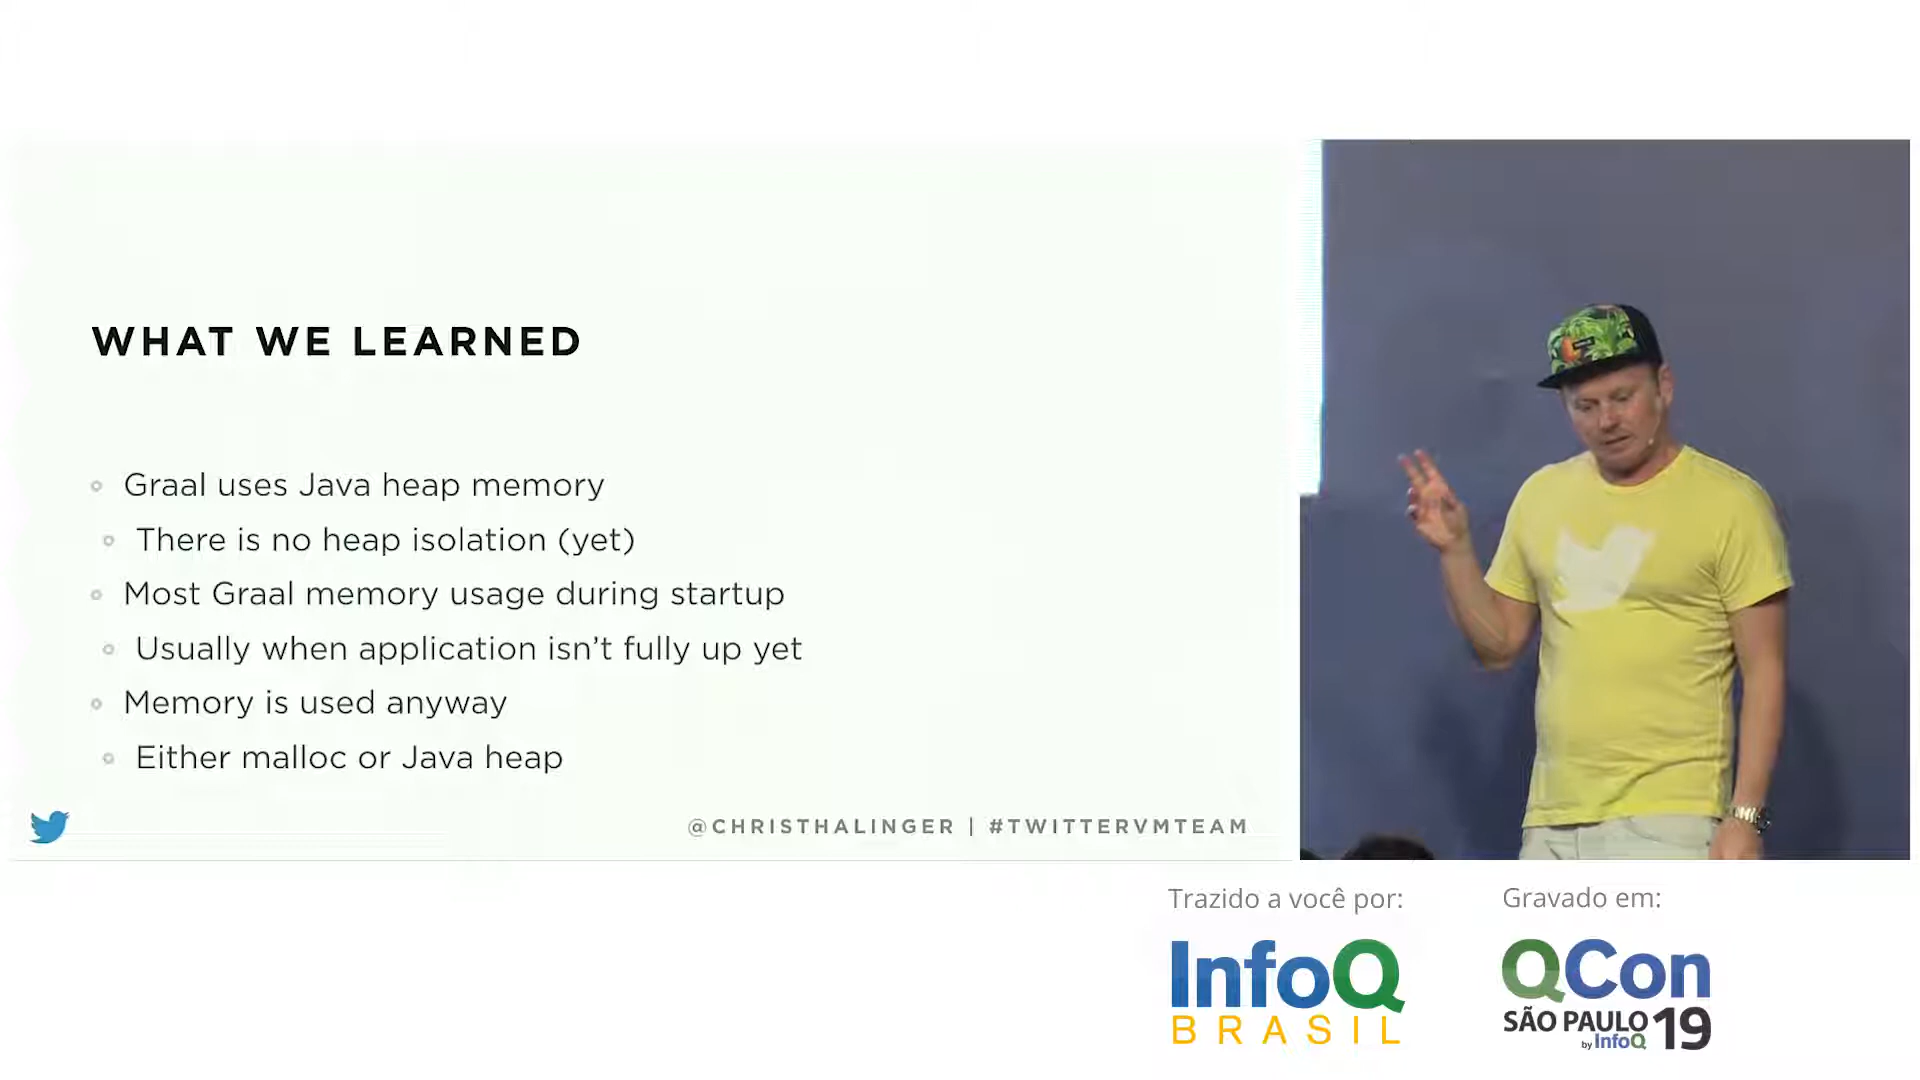 WHAT WE LEARNED
Graal uses Java heap memory
There is no heap isolation (yet)
Most Graal memory usage during startup
Usually when application isn’t fully up yet
Memory is used anyway
Either malloc or Java heap
@CHRISTHALINGER | #TWITTERVMTEAM
Trazido a você por:
InfoQ
BRASIL
Gravado em:
QCon
SÃO PAULO 19
by InfoQ